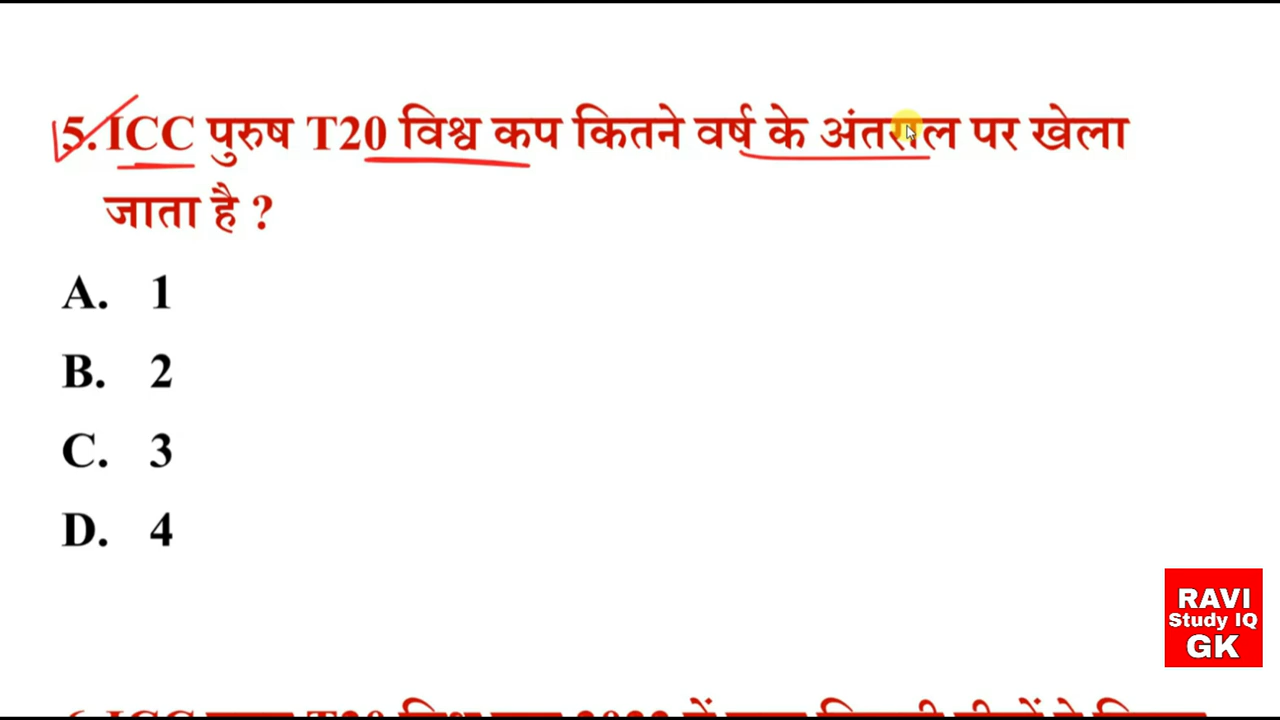 5. ICC पुरुष T20 विश्व कप कितने वर्ष के अंतराल पर खेला
जाता है ?
A. 1
B. 2
C. 3
D. 4
RAVI
Study IQ
GK